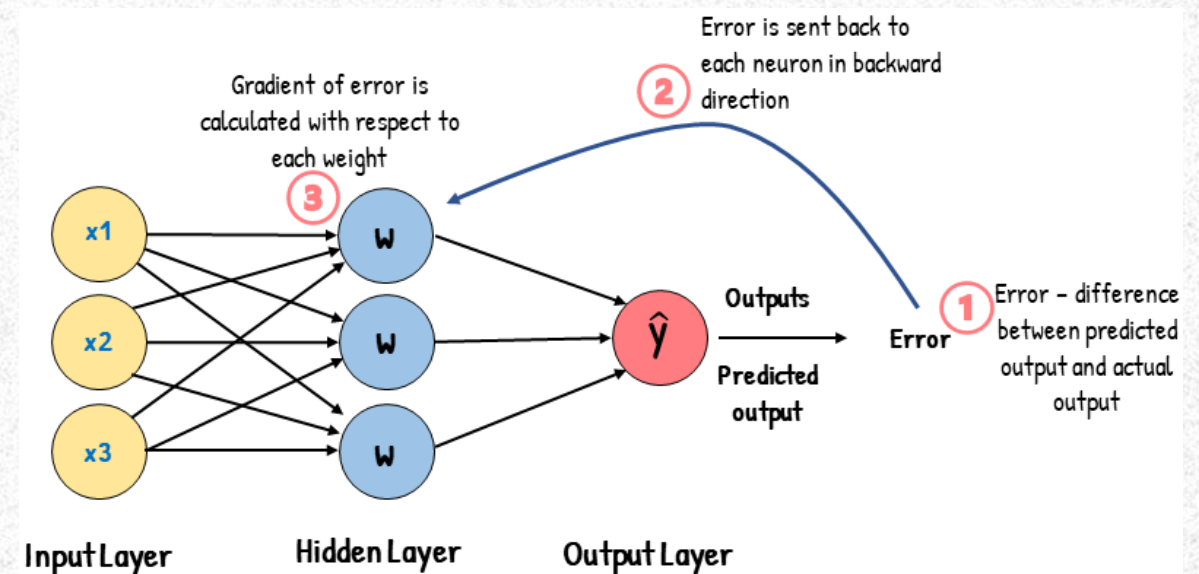 Error is sent back to
each neuron in backward
direction
2
Gradient of error is
calculated with respect to
each weight
3
x1
w
x2
w
x3
w
ŷ
Outputs
Predicted
output
Error
1
Error - difference
between predicted
output and actual
output
Input Layer
Hidden Layer
Output Layer